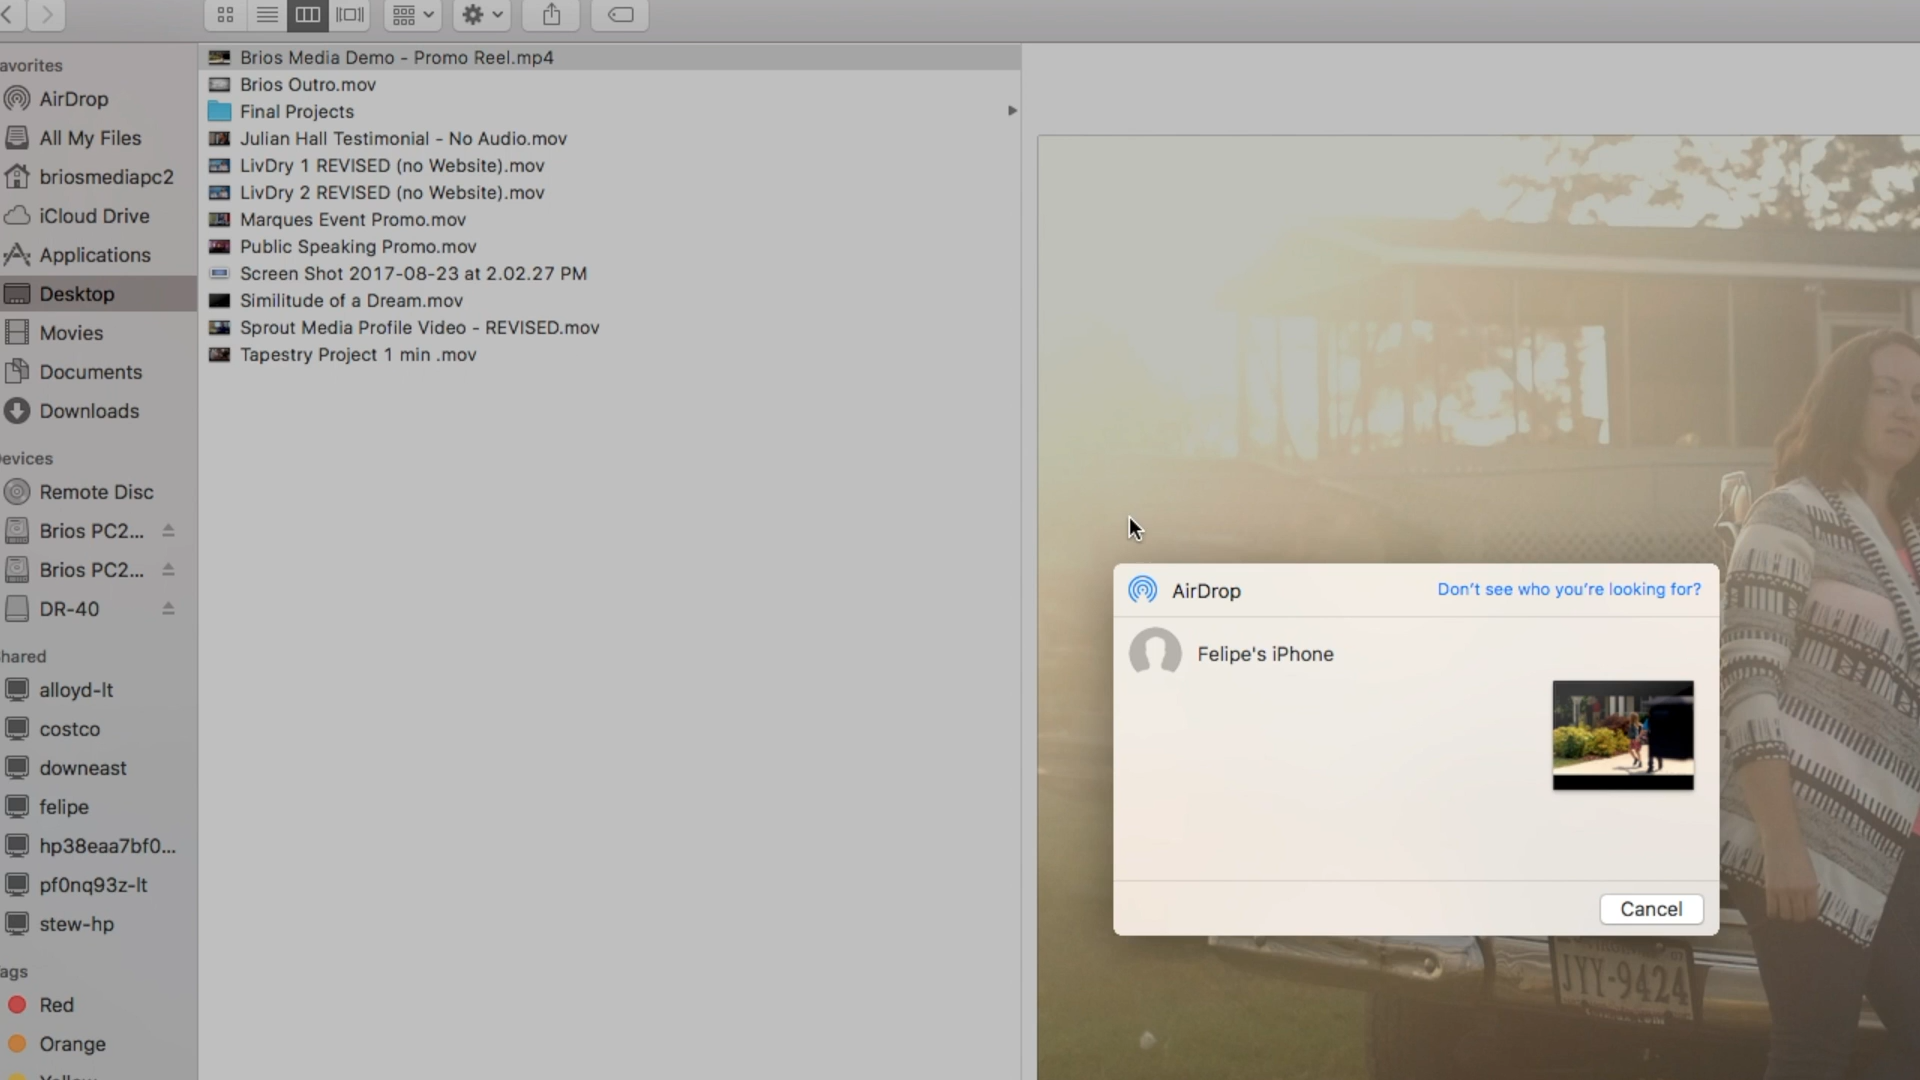 avorites
AirDrop
All My Files
briosmediapc2
iCloud Drive
Applications
Desktop
Movies
Documents
Downloads
evices
Remote Disc
Brios PC2...
Brios PC2...
DR-40
hared
alloyd-lt
costco
downeast
felipe
hp38eaa7bf0...
pf0nq93z-lt
stew-hp
ags
Red
Orange
Yellow
Brios Media Demo - Promo Reel.mp4
Brios Outro.mov
Final Projects
Julian Hall Testimonial - No Audio.mov
LivDry 1 REVISED (no Website).mov
LivDry 2 REVISED (no Website).mov
Marques Event Promo.mov
Public Speaking Promo.mov
Screen Shot 2017-08-23 at 2.02.27 PM
Similitude of a Dream.mov
Sprout Media Profile Video - REVISED.mov
Tapestry Project 1 min .mov
AirDrop
Don't see who you're looking for?
Felipe's iPhone
Cancel
JYY-9424